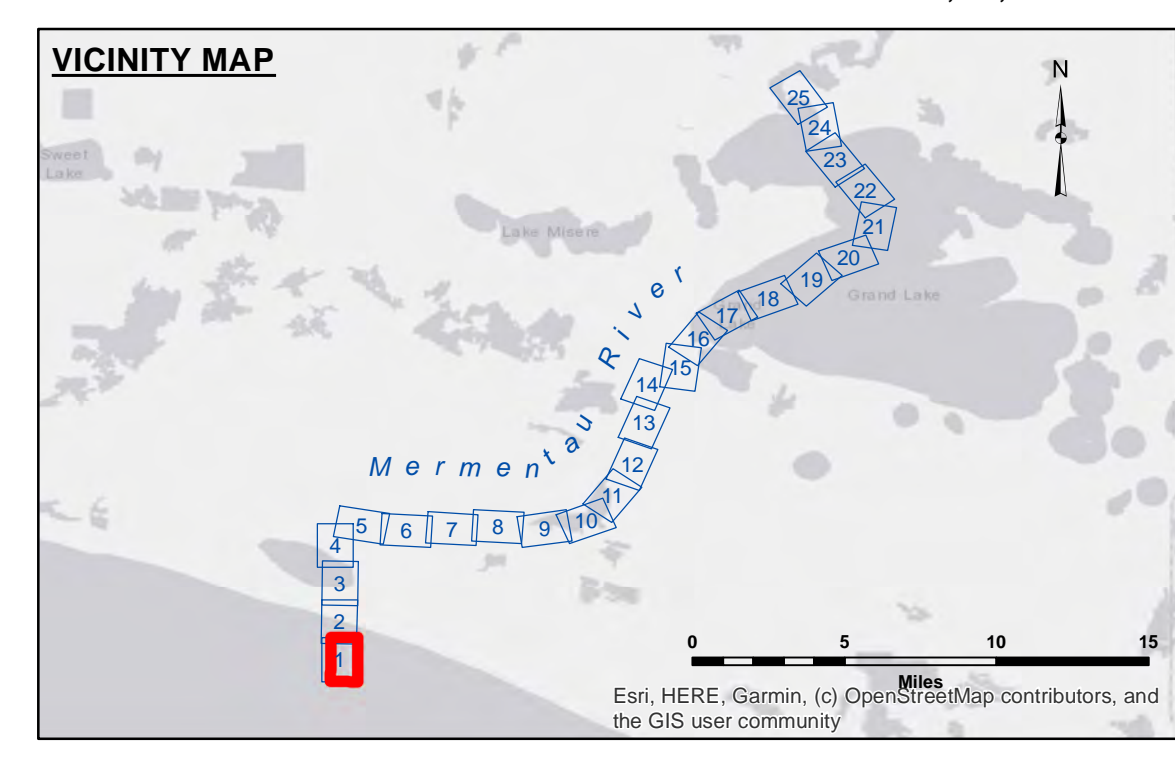 VICINITY MAP
N
25
24
Sweet
Lake
23
22
21
Lake Misere
20
19
Grand Lake
18
17
16
15
14
Mermentau River
13
12
11
10
5
6
7
8
9
4
3
2
1
0 5 10 15
Miles
Esri, HERE, Garmin, (c) OpenStreetMap contributors, and
the GIS user community